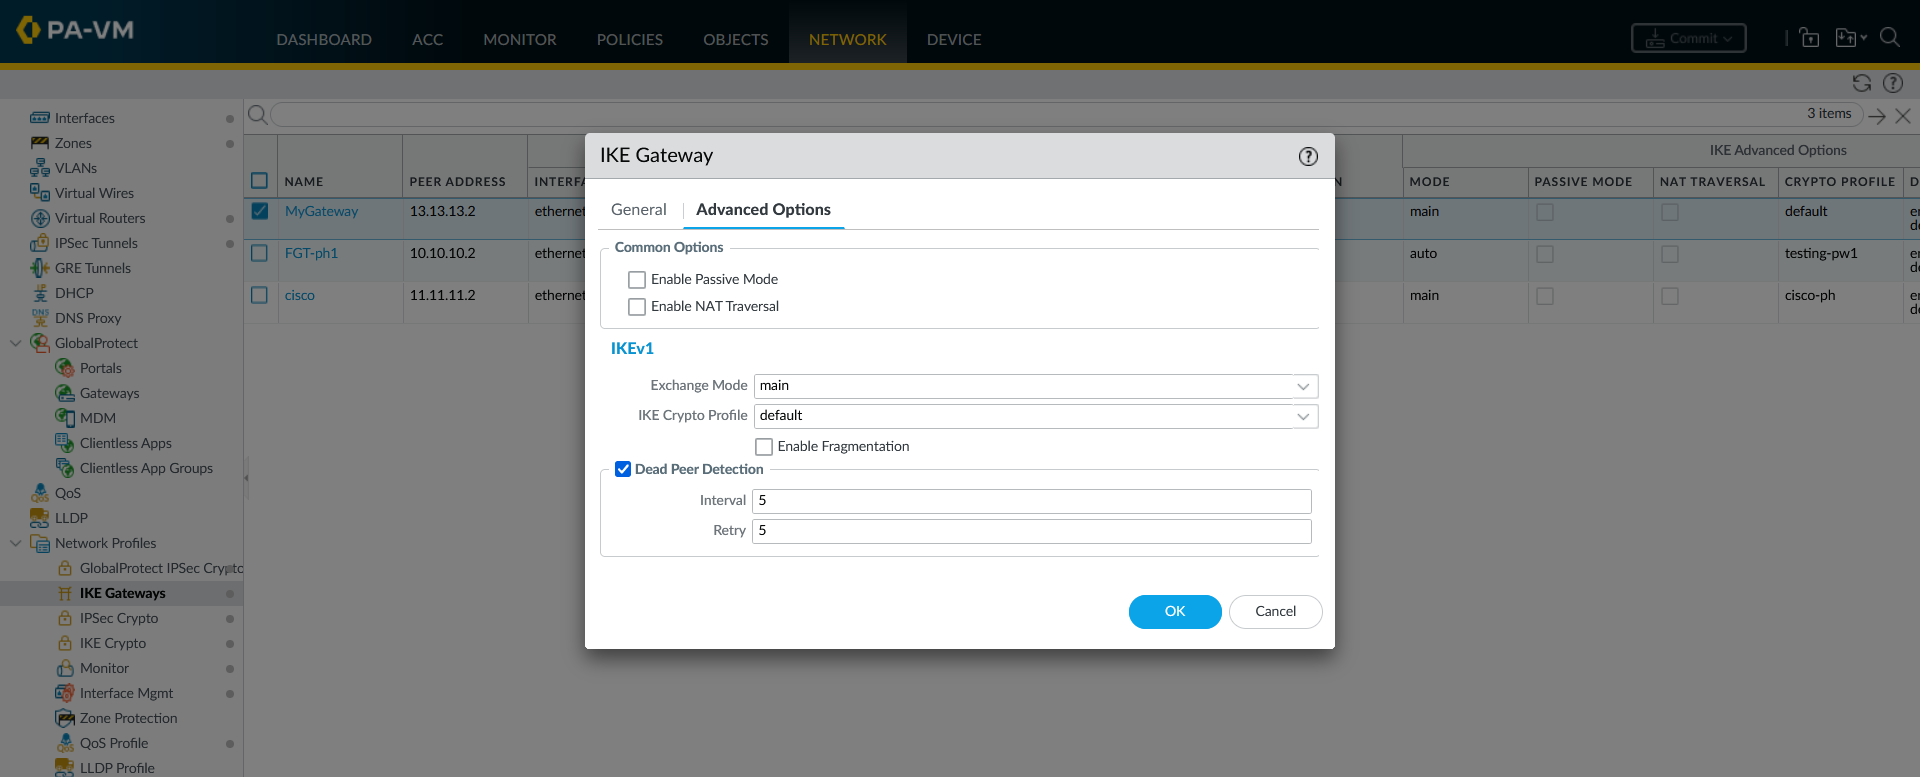 PA-VM
DASHBOARD ACC MONITOR POLICIES OBJECTS NETWORK DEVICE Commit
3 items
Interfaces
Zones
VLANs
Virtual Wires
Virtual Routers
IPSec Tunnels
GRE Tunnels
DHCP
DNS Proxy
GlobalProtect
Portals
Gateways
MDM
Clientless Apps
Clientless App Groups
QoS
LLDP
Network Profiles
GlobalProtect IPSec Crypto
IKE Gateways
IPSec Crypto
IKE Crypto
Monitor
Interface Mgmt
Zone Protection
QoS Profile
LLDP Profile
IKE Advanced Options
NAME PEER ADDRESS MODE PASSIVE MODE NAT TRAVERSAL CRYPTO PROFILE
MyGateway 13.13.13.2 main default
FGT-ph1 10.10.10.2 auto testing-pw1
cisco 11.11.11.2 main cisco-ph
IKE Gateway
General Advanced Options
Common Options
Enable Passive Mode
Enable NAT Traversal
IKEv1
Exchange Mode main
IKE Crypto Profile default
Enable Fragmentation
Dead Peer Detection
Interval 5
Retry 5
OK Cancel